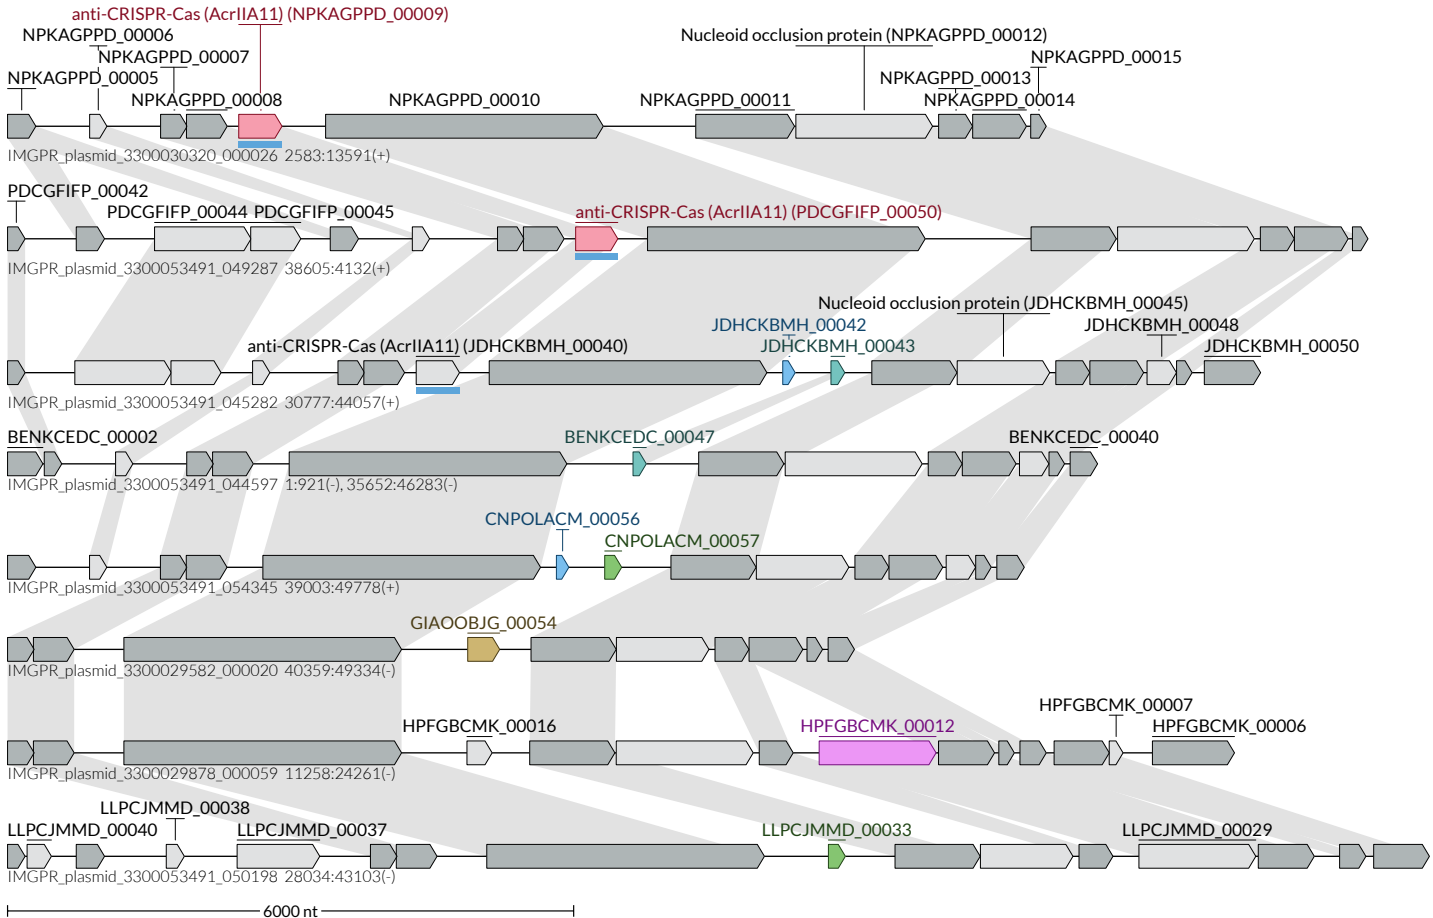 anti-CRISPR-Cas (AcrIIA11) (NPKAGPPD_00009)
NPKAGPPD_00006
Nucleoid occlusion protein (NPKAGPPD_00012)
NPKAGPPD_00007
NPKAGPPD_00015
NPKAGPPD_00005
NPKAGPPD_00013
NPKAGPPD_00008
NPKAGPPD_00010
NPKAGPPD_00011
NPKAGPPD_00014
IMGPR_plasmid_3300030320_000026 2583:13591(+)
PDCGFIFP_00042
PDCGFIFP_00044 PDCGFIFP_00045
anti-CRISPR-Cas (AcrIIA11) (PDCGFIFP_00050)
IMGPR_plasmid_3300053491_049287 38605:4132(+)
Nucleoid occlusion protein (JDHCKBMH_00045)
JDHCKBMH_00042
JDHCKBMH_00048
anti-CRISPR-Cas (AcrIIA11) (JDHCKBMH_00040)
JDHCKBMH_00043
JDHCKBMH_00050
IMGPR_plasmid_3300053491_045282 30777:44057(+)
BENKCEDC_00002
BENKCEDC_00047
BENKCEDC_00040
IMGPR_plasmid_3300053491_044597 1:921(-), 35652:46283(-)
CNPOLACM_00056
CNPOLACM_00057
IMGPR_plasmid_3300053491_054345 39003:49778(+)
GIAOOBJG_00054
IMGPR_plasmid_3300029582_000020 40359:49334(-)
HPFGBCMK_00007
HPFGBCMK_00016
HPFGBCMK_00012
HPFGBCMK_00006
IMGPR_plasmid_3300029878_000059 11258:24261(-)
LLPCJMMD_00038
LLPCJMMD_00040
LLPCJMMD_00037
LLPCJMMD_00033
LLPCJMMD_00029
IMGPR_plasmid_3300053491_050198 28034:43103(-)
6000 nt